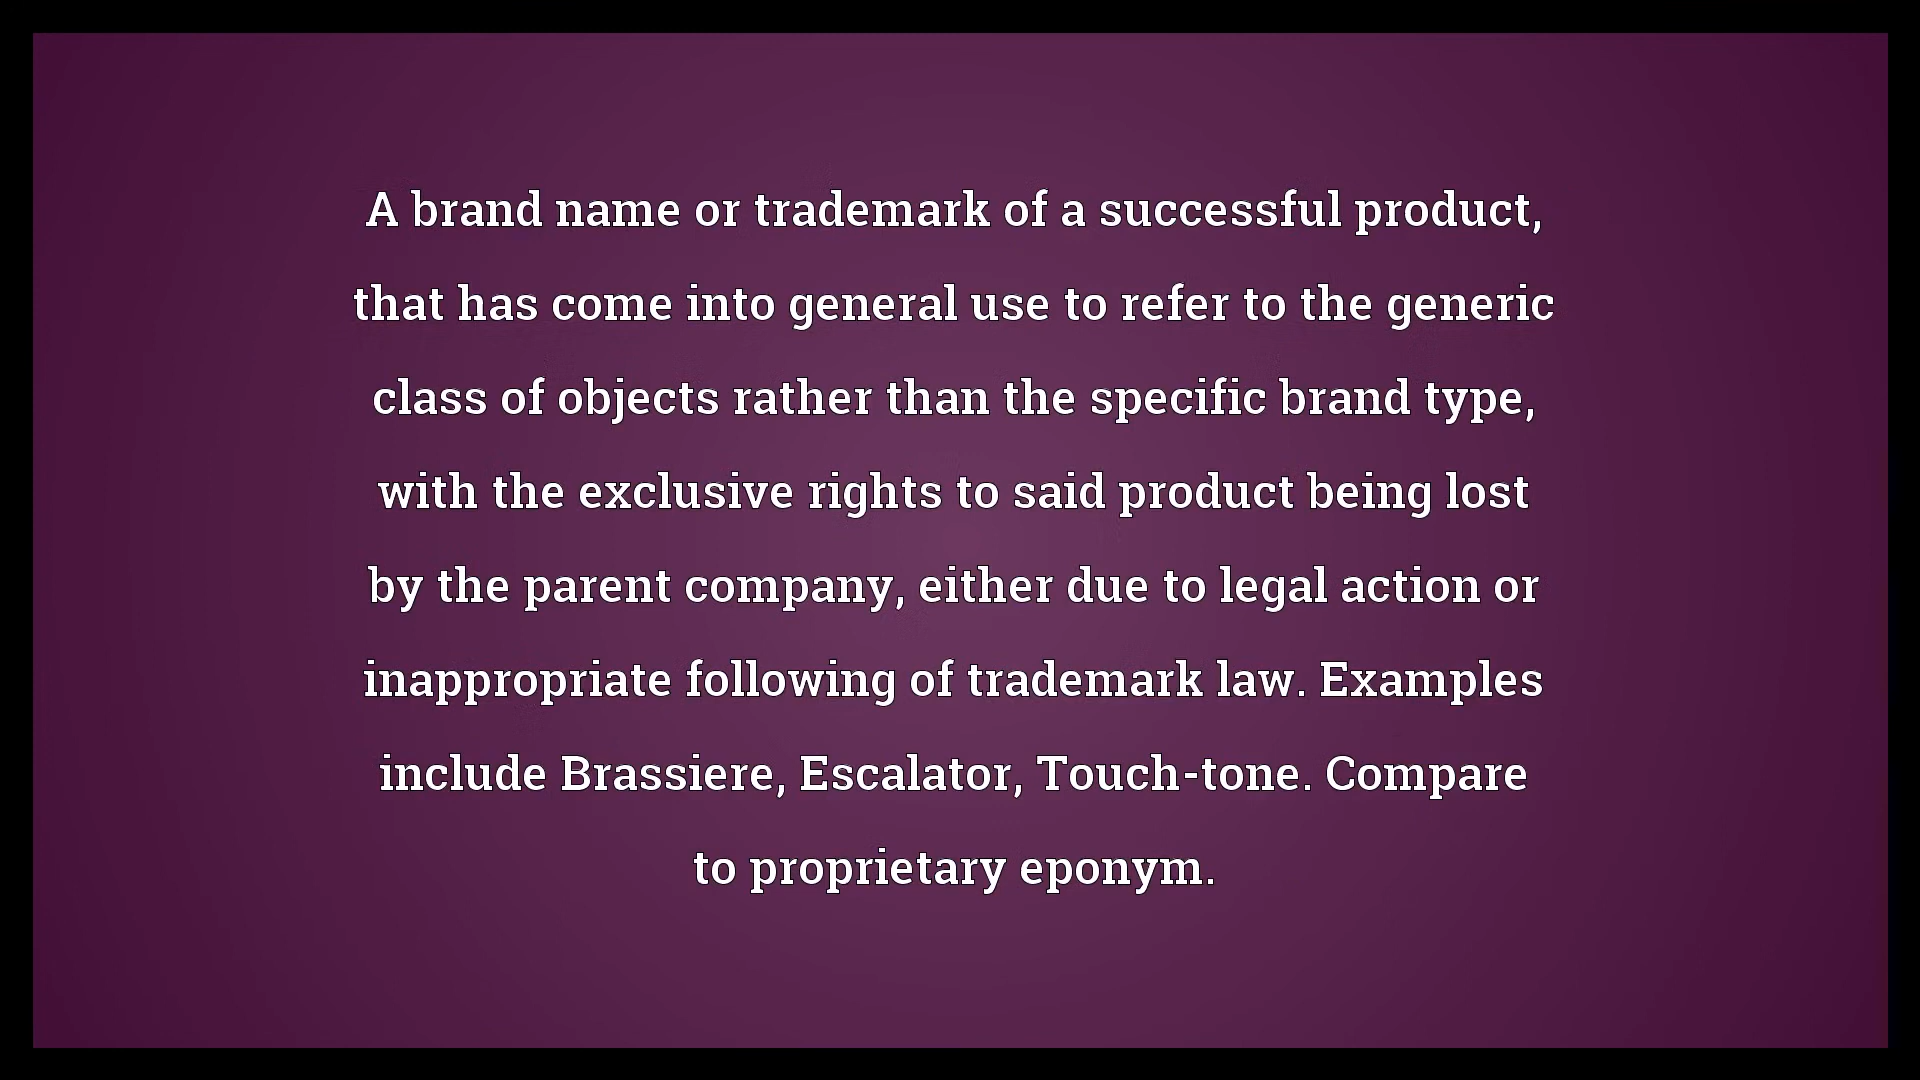 A brand name or trademark of a successful product,
that has come into general use to refer to the generic
class of objects rather than the specific brand type,
with the exclusive rights to said product being lost
by the parent company, either due to legal action or
inappropriate following of trademark law. Examples
include Brassiere, Escalator, Touch-tone. Compare
to proprietary eponym.